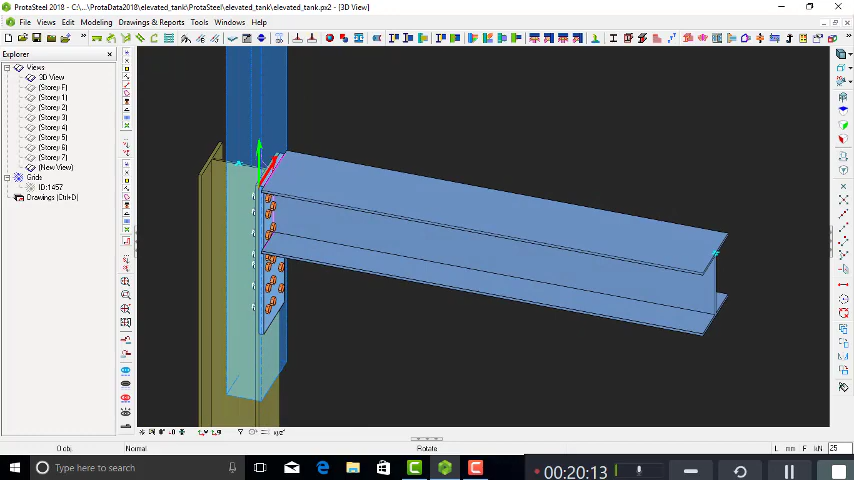 ProtaSteel 2018 - C:\...\ProtaData2018\elevated_tank\ProtaSteel\elevated_tank\elevated_tank.px2 - [3D View]
File Views Edit Modeling Drawings & Reports Tools Windows Help
Explorer
Views
3D View
(Storey F)
(Storey 1)
(Storey 2)
(Storey 3)
(Storey 4)
(Storey 5)
(Storey 6)
(Storey 7)
(New View)
Grids
ID:1457
Drawings (Ctrl+D)
0 obj.
Normal
Rotate
L mm F kN 25
Type here to search
00:20:13